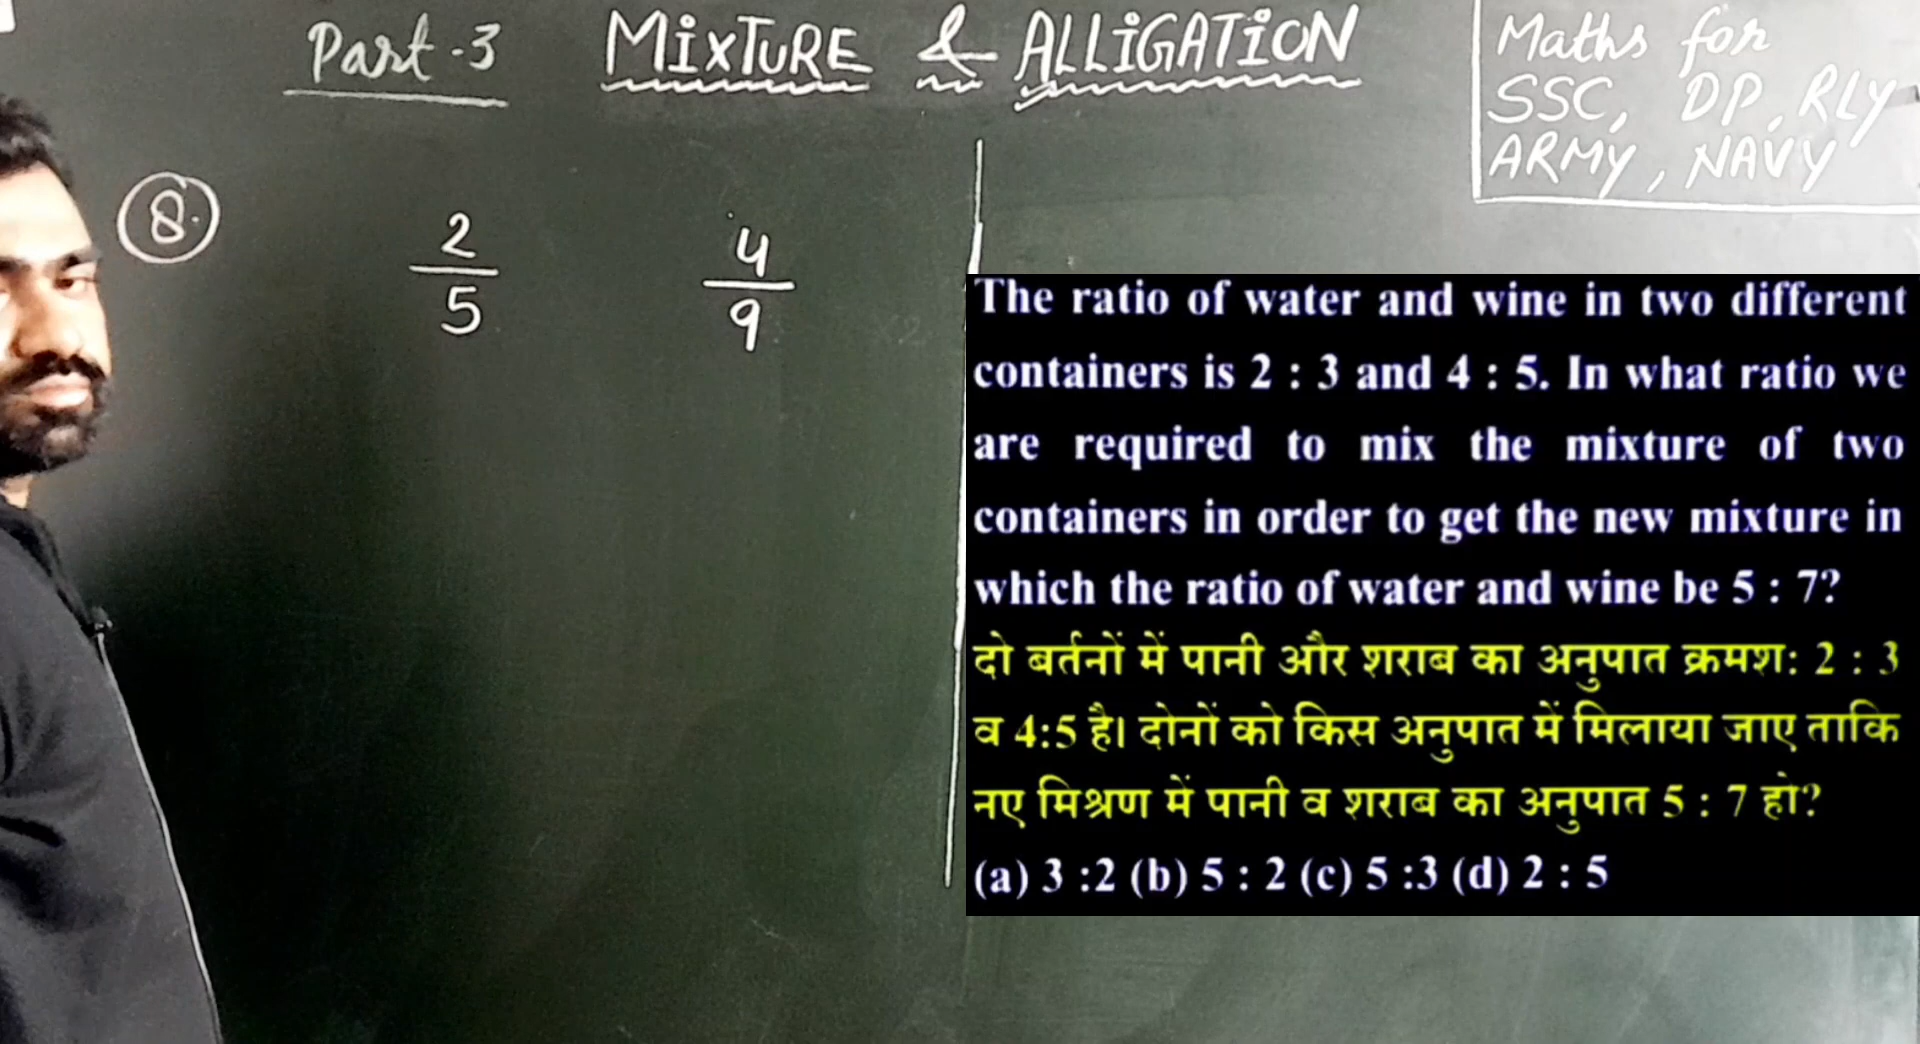 Part-3 MIXTURE & ALLIGATION
Maths for
SSC, DP, RLY
ARMY, NAVY
8.
2/5 4/9
The ratio of water and wine in two different
containers is 2 : 3 and 4 : 5. In what ratio we
are required to mix the mixture of two
containers in order to get the new mixture in
which the ratio of water and wine be 5 : 7?
दो बर्तनों में पानी और शराब का अनुपात क्रमश: 2 : 3
व 4:5 है। दोनों को किस अनुपात में मिलाया जाए ताकि
नए मिश्रण में पानी व शराब का अनुपात 5 : 7 हो?
(a) 3 :2 (b) 5 : 2 (c) 5 :3 (d) 2 : 5